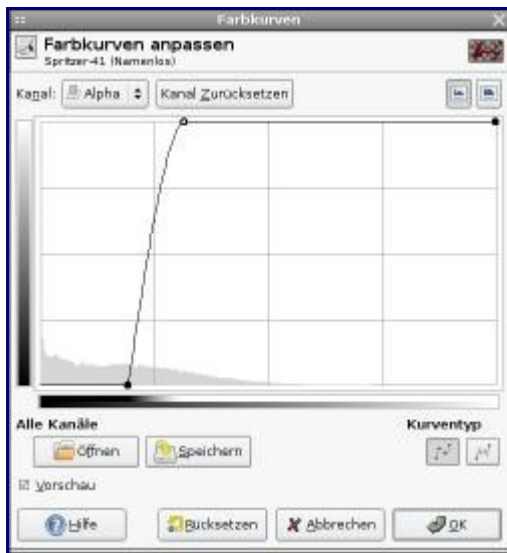 Farbkurven
Farbkurven anpassen
Spritzer-41 (Namenlos)
Kanal: Alpha Kanal Zurücksetzen
Alle Kanäle Kurventyp
Öffnen Speichern
Vorschau
Hilfe Rücksetzen Abbrechen OK